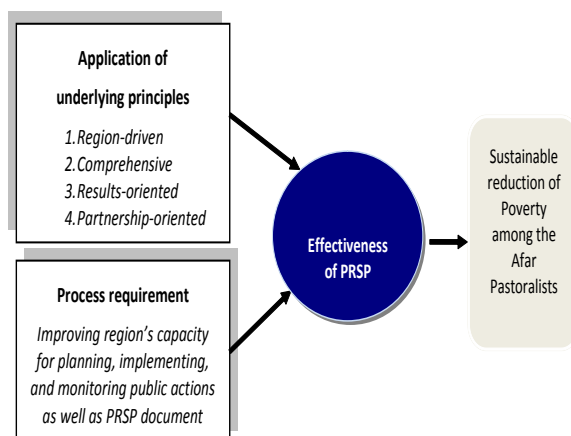 Application of
underlying principles
1.Region-driven
2.Comprehensive
3.Results-oriented
4.Partnership-oriented
Process requirement
Improving region's capacity
for planning, implementing,
and monitoring public actions
as well as PRSP document
Effectiveness
of PRSP
Sustainable
reduction of
Poverty
among the
Afar
Pastoralists